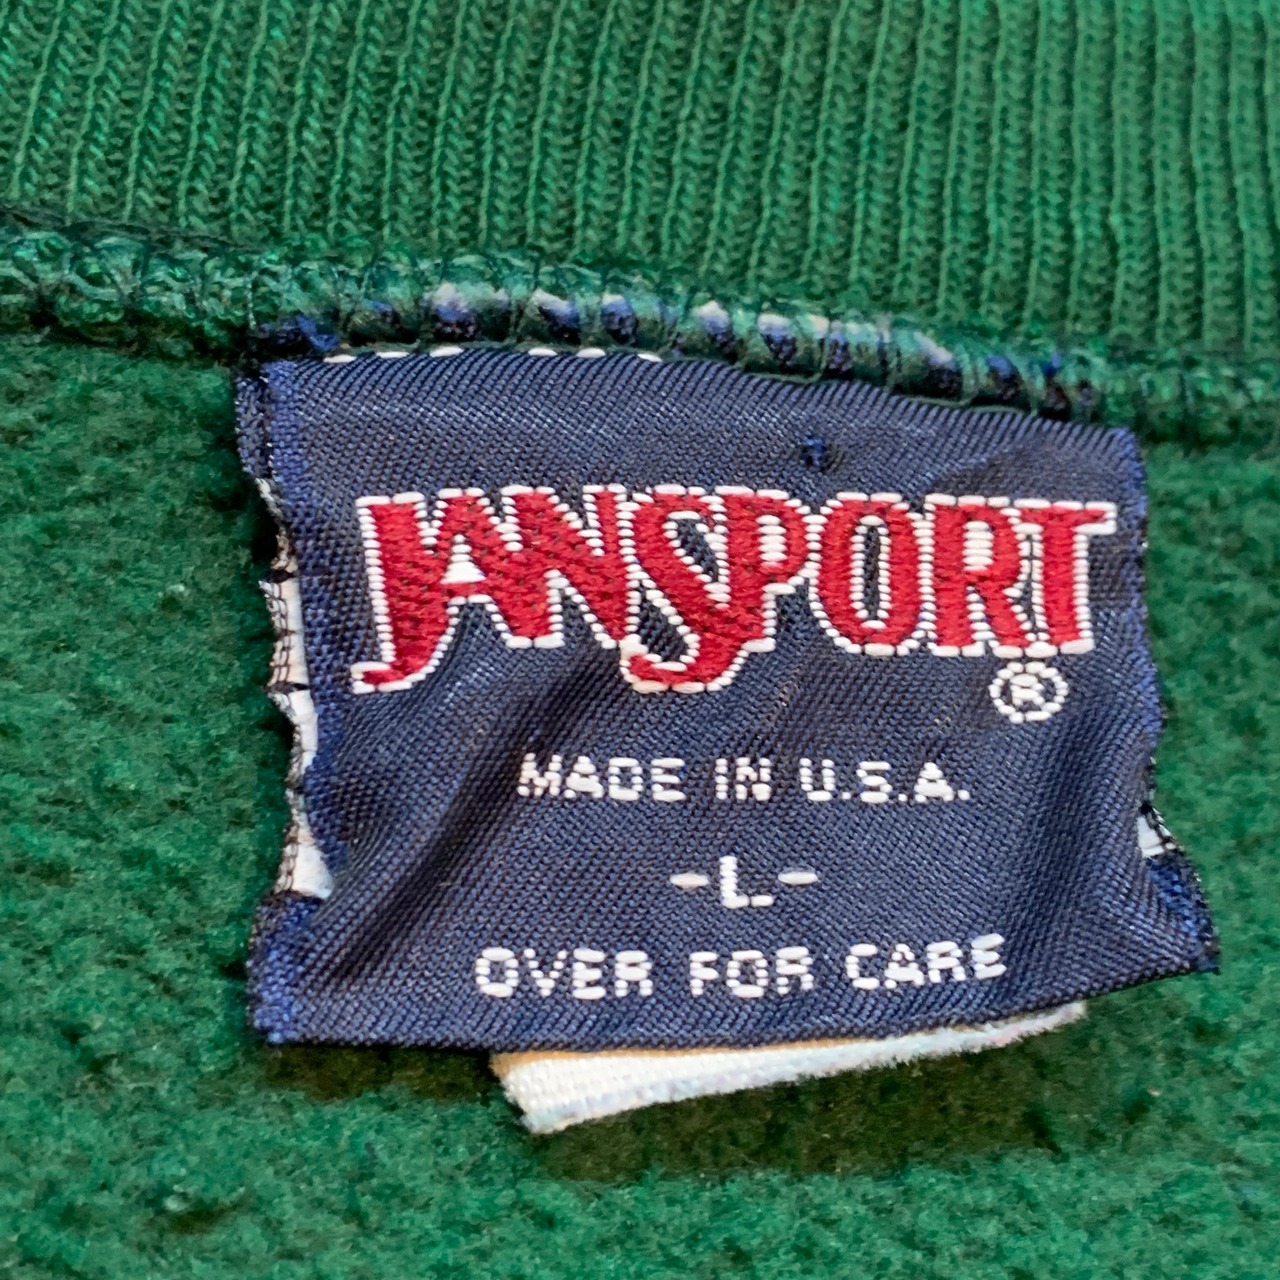 JANSPORT®
MADE IN U.S.A.
-L-
OVER FOR CARE